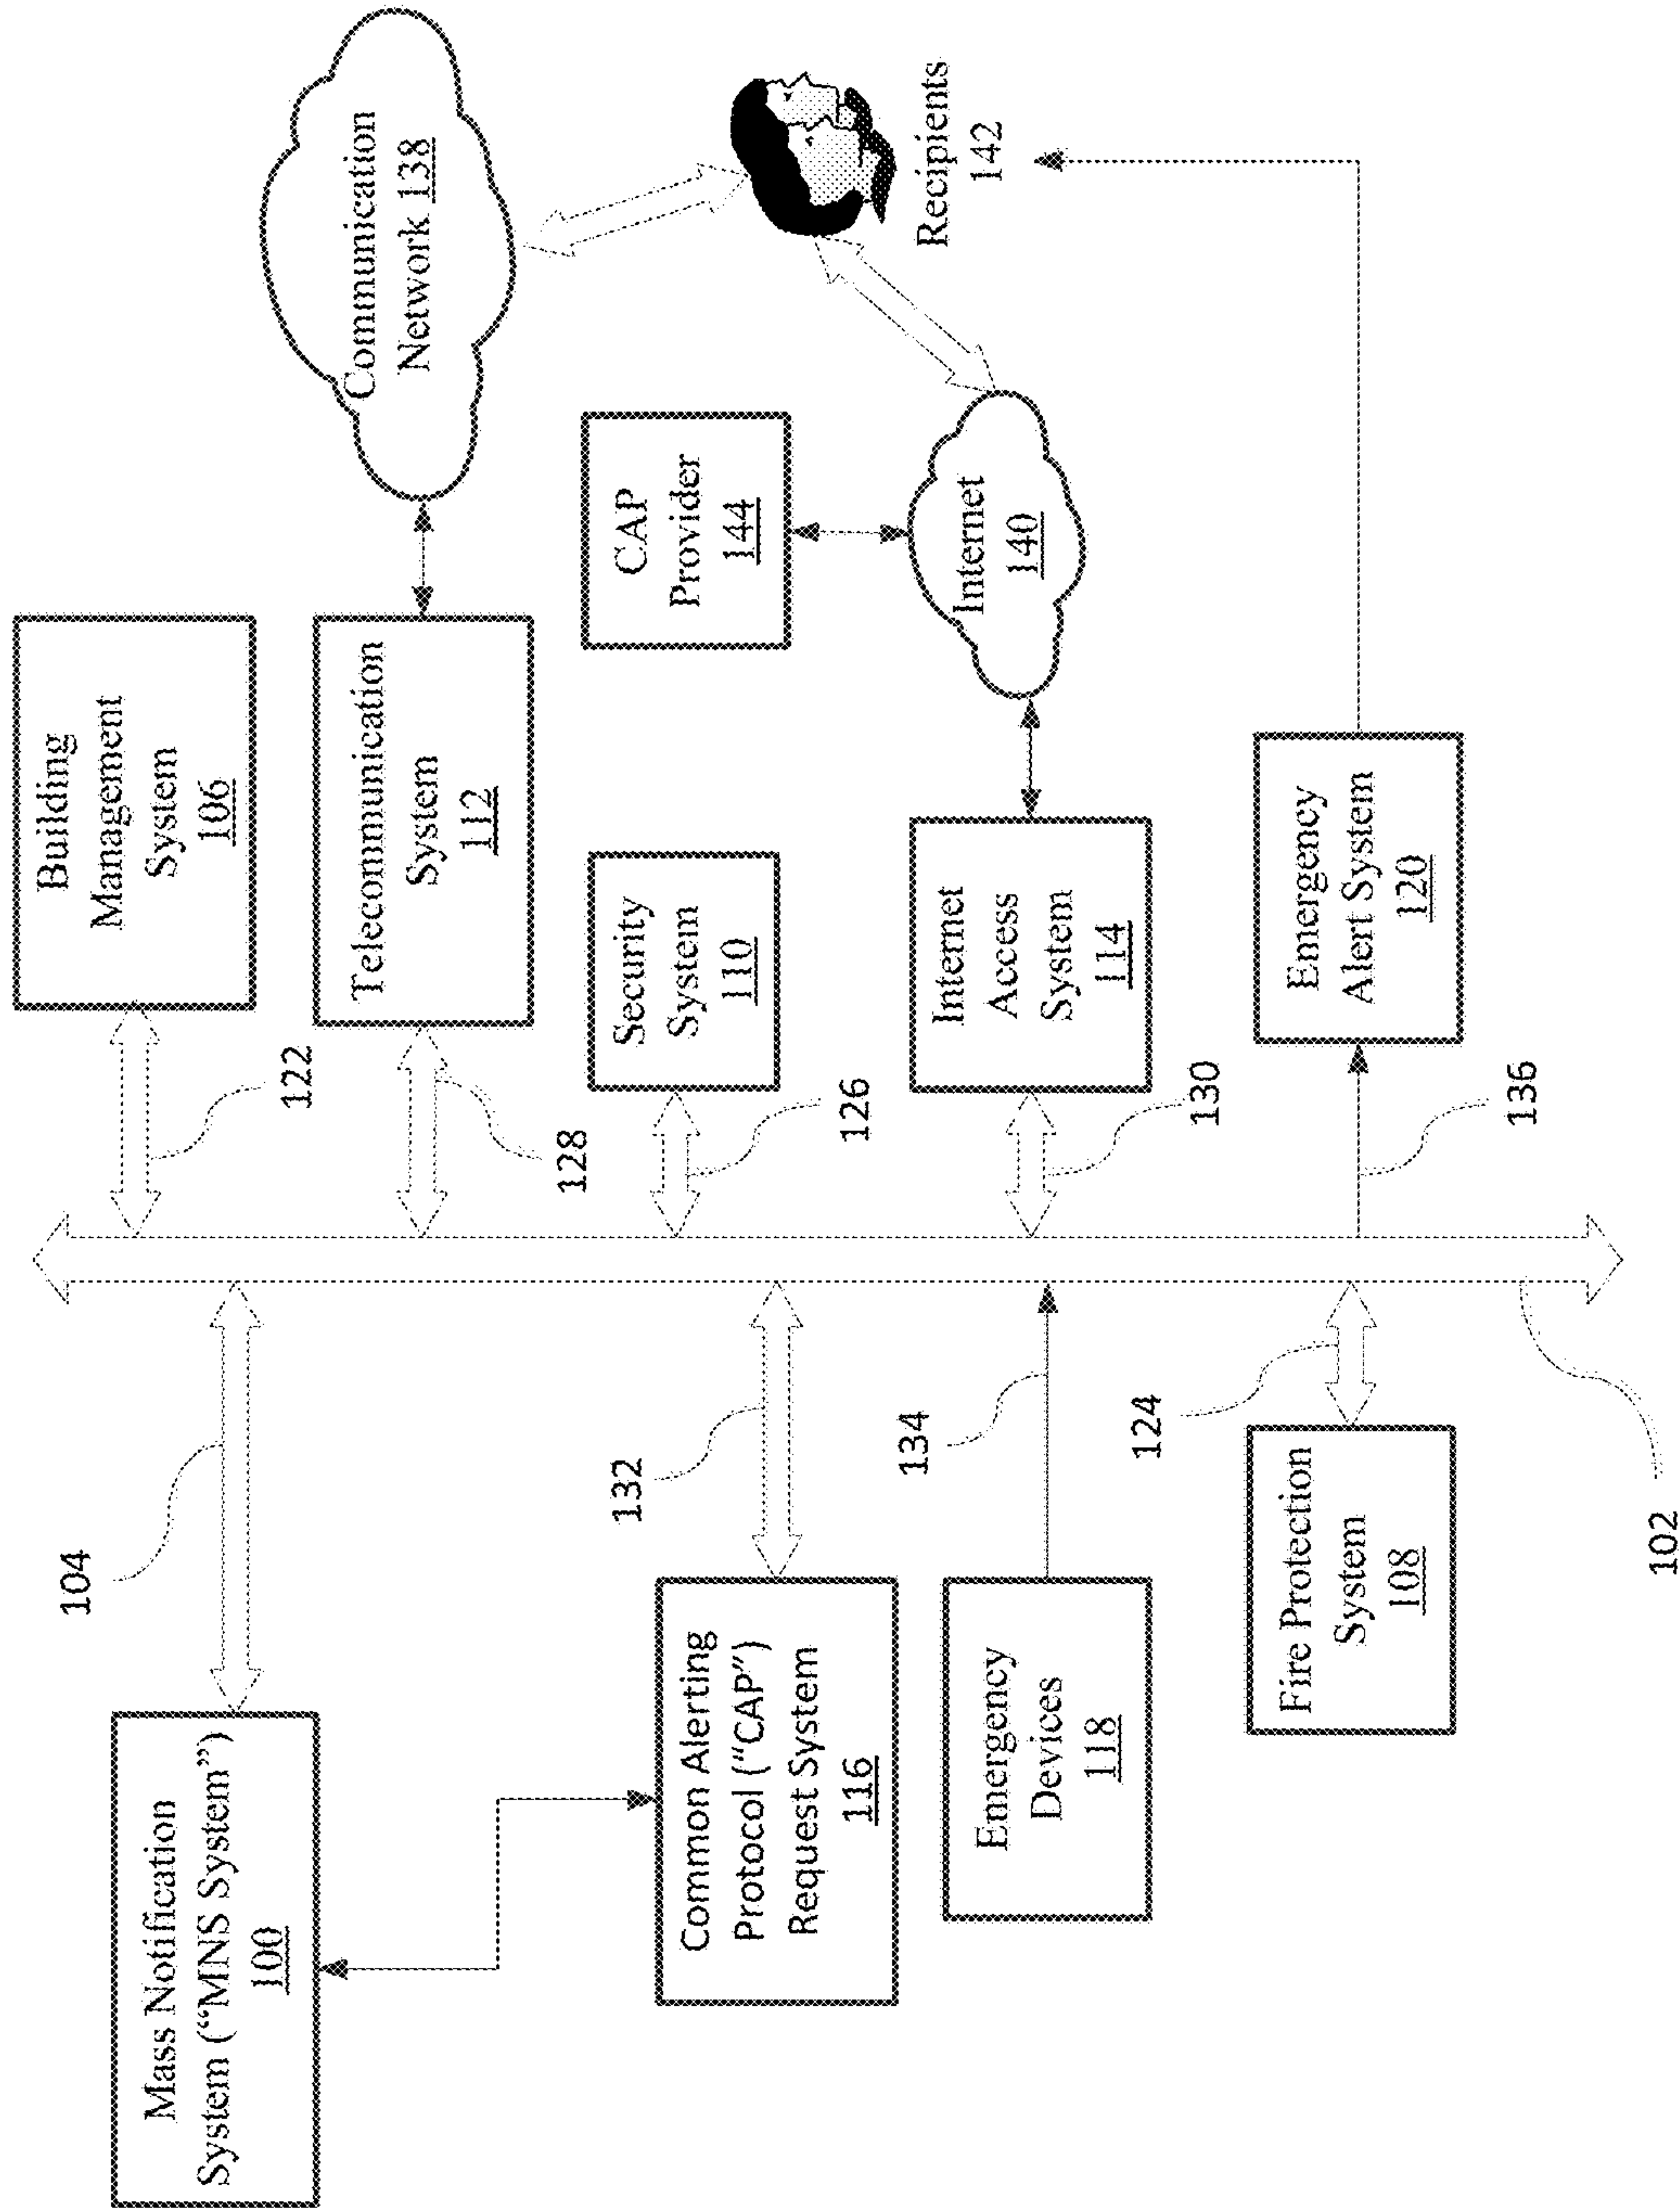 Mass Notification
System (“MNS System”)
100
104
122
Building
Management
System
106
128
Telecommunication
System
112
Communication
Network 138
Common Alerting
Protocol (“CAP”)
Request System
116
132
126
Security
System
110
CAP
Provider
144
Recipients
142
Emergency
Devices
118
134
130
Internet
Access
System
114
Internet
140
Fire Protection
System
108
124
136
Emergency
Alert System
120
102